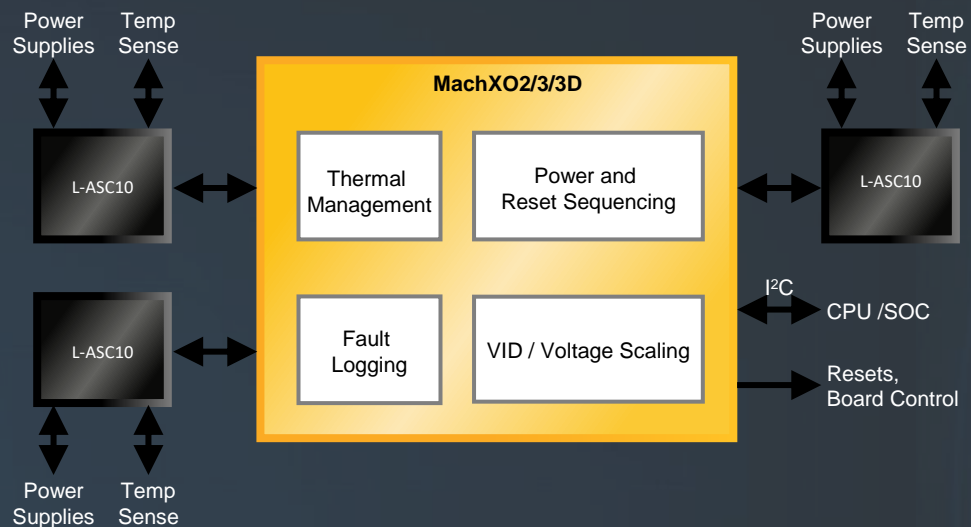 Power
Supplies
Temp
Sense
Power
Supplies
Temp
Sense
MachXO2/3/3D
L-ASC10
Thermal
Management
Power and
Reset Sequencing
L-ASC10
I²C
CPU /SOC
L-ASC10
Fault
Logging
VID / Voltage Scaling
Resets,
Board Control
Power
Supplies
Temp
Sense